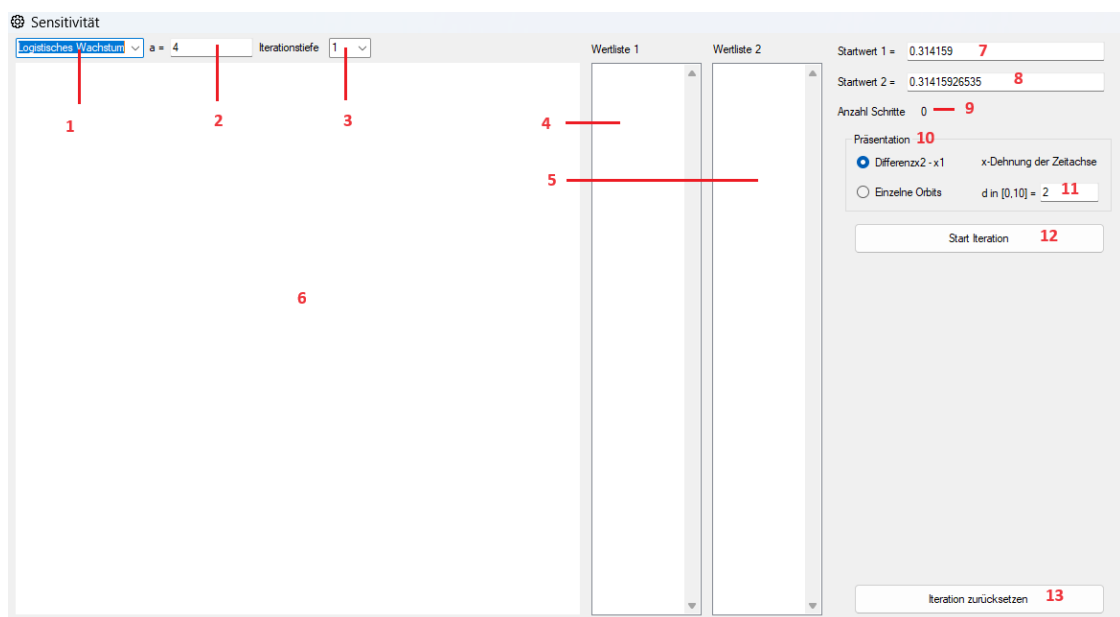 Sensitivität
Logistisches Wachstum a = 4 Iterationstiefe 1
1 2 3
Wertliste 1 Wertliste 2
4
5
6
Startwert 1 = 0.314159 7
Startwert 2 = 0.31415926535 8
Anzahl Schritte 0 9
Präsentation 10
Differenzx2 - x1 x-Dehnung der Zeitachse
Einzelne Orbits d in [0,10] = 2 11
Start Iteration 12
Iteration zurücksetzen 13